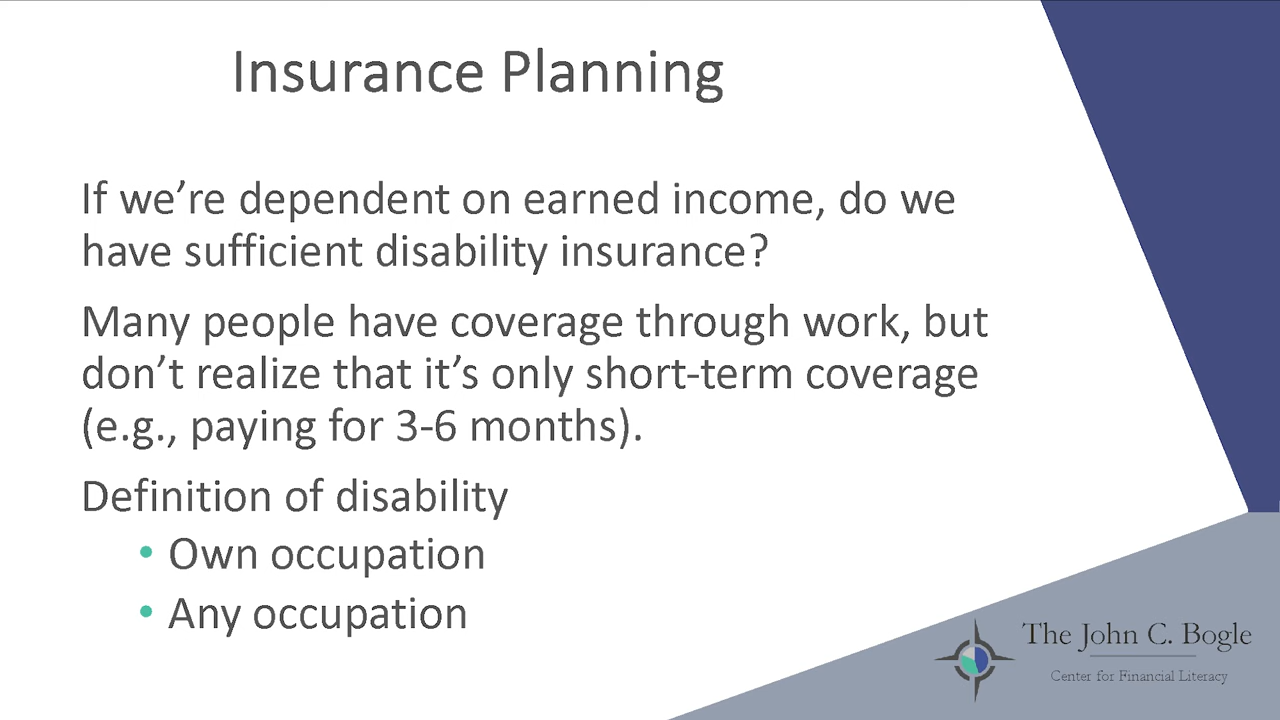 Insurance Planning
If we’re dependent on earned income, do we
have sufficient disability insurance?
Many people have coverage through work, but
don’t realize that it’s only short-term coverage
(e.g., paying for 3-6 months).
Definition of disability
• Own occupation
• Any occupation
The John C. Bogle
Center for Financial Literacy